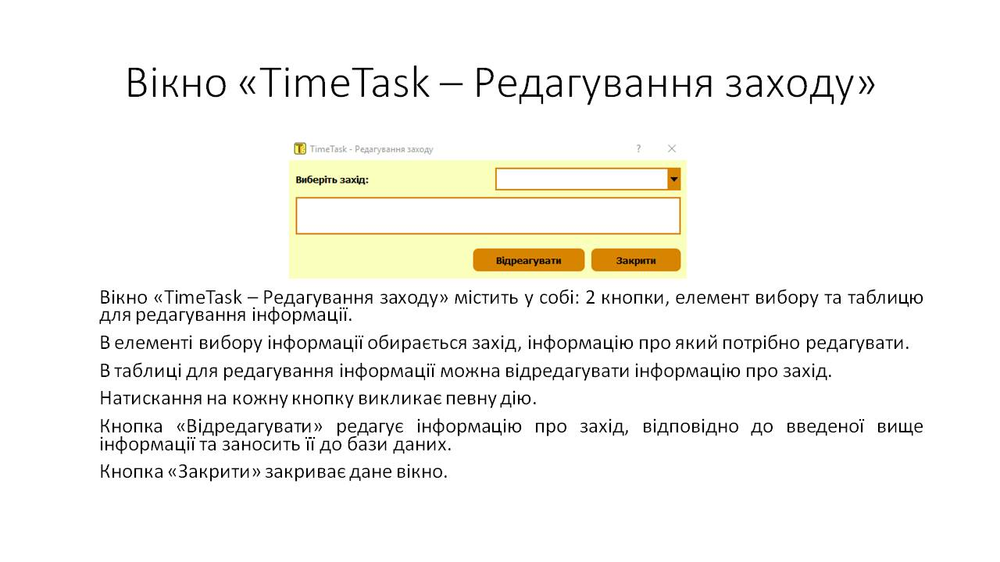 Вікно «TimeTask – Редагування заходу»
TimeTask - Редагування заходу
?
Виберіть захід:
Відреагувати
Закрити
Вікно «TimeTask – Редагування заходу» містить у собі: 2 кнопки, елемент вибору та таблицю
для редагування інформації.
В елементі вибору інформації обирається захід, інформацію про який потрібно редагувати.
В таблиці для редагування інформації можна відредагувати інформацію про захід.
Натискання на кожну кнопку викликає певну дію.
Кнопка «Відредагувати» редагує інформацію про захід, відповідно до введеної вище
інформації та заносить її до бази даних.
Кнопка «Закрити» закриває дане вікно.